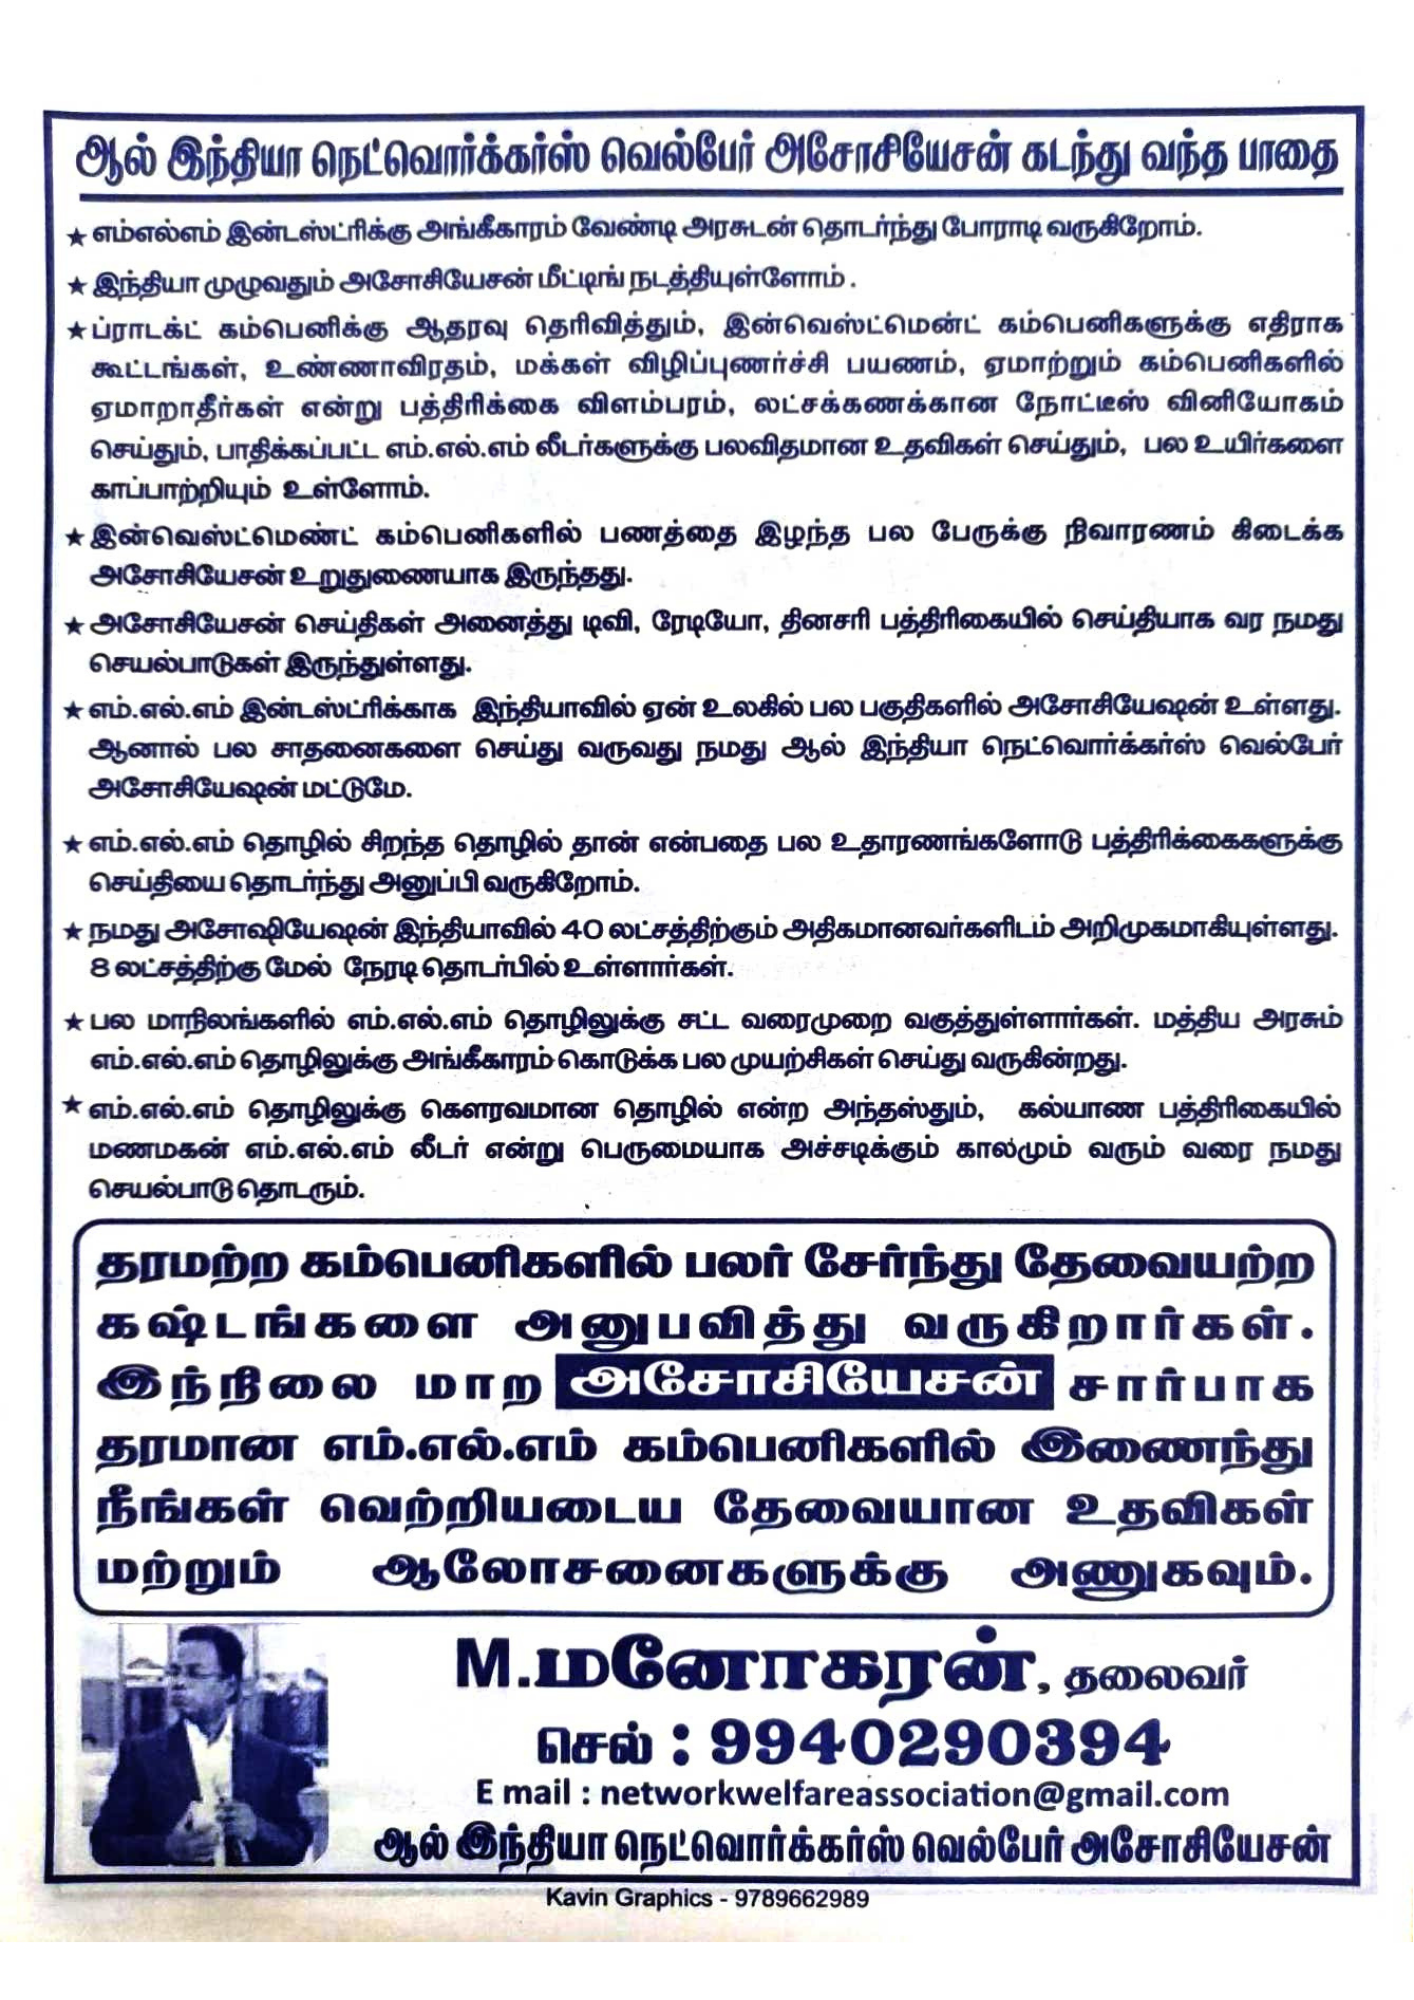 ஆல் இந்தியா நெட்வொர்க்கர்ஸ் வெல்பேர் அசோசியேசன் கடந்து வந்த பாதை
★ எம்எல்எம் இன்டஸ்ட்ரிக்கு அங்கீகாரம் வேண்டி அரசுடன் தொடர்ந்து போராடி வருகிறோம்.
★ இந்தியா முழுவதும் அசோசியேசன் மீட்டிங் நடத்தியுள்ளோம்.
★ ப்ராடக்ட் கம்பெனிக்கு ஆதரவு தெரிவித்தும், இன்வெஸ்ட்மென்ட் கம்பெனிகளுக்கு எதிராக
கூட்டங்கள், உண்ணாவிரதம், மக்கள் விழிப்புணர்ச்சி பயணம், ஏமாற்றும் கம்பெனிகளில்
ஏமாறாதீர்கள் என்று பத்திரிக்கை விளம்பரம், லட்சக்கணக்கான நோட்டீஸ் வினியோகம்
செய்தும், பாதிக்கப்பட்ட எம்.எல்.எம் லீடர்களுக்கு பலவிதமான உதவிகள் செய்தும், பல உயிர்களை
காப்பாற்றியும் உள்ளோம்.
★ இன்வெஸ்ட்மெண்ட் கம்பெனிகளில் பணத்தை இழந்த பல பேருக்கு நிவாரணம் கிடைக்க
அசோசியேசன் உறுதுணையாக இருந்தது.
★ அசோசியேசன் செய்திகள் அனைத்து டிவி, ரேடியோ, தினசரி பத்திரிகையில் செய்தியாக வர நமது
செயல்பாடுகள் இருந்துள்ளது.
★ எம்.எல்.எம் இன்டஸ்ட்ரிக்காக இந்தியாவில் ஏன் உலகில் பல பகுதிகளில் அசோசியேஷன் உள்ளது.
ஆனால் பல சாதனைகளை செய்து வருவது நமது ஆல் இந்தியா நெட்வொர்க்கர்ஸ் வெல்பேர்
அசோசியேஷன் மட்டுமே.
★ எம்.எல்.எம் தொழில் சிறந்த தொழில் தான் என்பதை பல உதாரணங்களோடு பத்திரிக்கைகளுக்கு
செய்தியை தொடர்ந்து அனுப்பி வருகிறோம்.
★ நமது அசோஷியேஷன் இந்தியாவில் 40 லட்சத்திற்கும் அதிகமானவர்களிடம் அறிமுகமாகியுள்ளது.
8 லட்சத்திற்கு மேல் நேரடி தொடர்பில் உள்ளார்கள்.
★ பல மாநிலங்களில் எம்.எல்.எம் தொழிலுக்கு சட்ட வரைமுறை வகுத்துள்ளார்கள். மத்திய அரசும்
எம்.எல்.எம் தொழிலுக்கு அங்கீகாரம் கொடுக்க பல முயற்சிகள் செய்து வருகின்றது.
★ எம்.எல்.எம் தொழிலுக்கு கௌரவமான தொழில் என்ற அந்தஸ்தும், கல்யாண பத்திரிகையில்
மணமகன் எம்.எல்.எம் லீடர் என்று பெருமையாக அச்சடிக்கும் காலமும் வரும் வரை நமது
செயல்பாடு தொடரும்.
தரமற்ற கம்பெனிகளில் பலர் சேர்ந்து தேவையற்ற
கஷ்டங்களை அனுபவித்து வருகிறார்கள்.
இந்நிலை மாற அசோசியேசன் சார்பாக
தரமான எம்.எல்.எம் கம்பெனிகளில் இணைந்து
நீங்கள் வெற்றியடைய தேவையான உதவிகள்
மற்றும் ஆலோசனைகளுக்கு அணுகவும்.
M.மனோகரன், தலைவர்
செல் : 9940290394
E mail : networkwelfareassociation@gmail.com
ஆல் இந்தியா நெட்வொர்க்கர்ஸ் வெல்பேர் அசோசியேசன்
Kavin Graphics - 9789662989